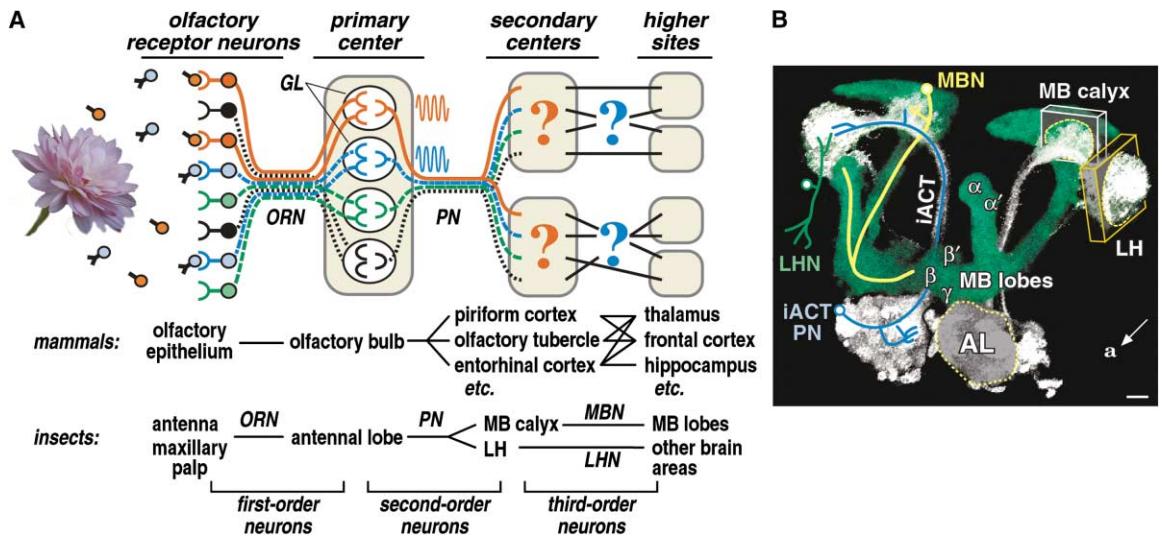 A
olfactory
receptor neurons
primary
center
secondary
centers
higher
sites
GL
ORN
PN
?
?
?
?
mammals:
olfactory
epithelium
olfactory bulb
piriform cortex
olfactory tubercle
entorhinal cortex
etc.
thalamus
frontal cortex
hippocampus
etc.
insects:
antenna
maxillary
palp
ORN
antennal lobe
PN
MB calyx
LH
MBN
LHN
MB lobes
other brain
areas
first-order
neurons
second-order
neurons
third-order
neurons
B
MBN
MB calyx
iACT
α
α′
LHN
LH
β′
β
γ
MB lobes
iACT
PN
AL
a